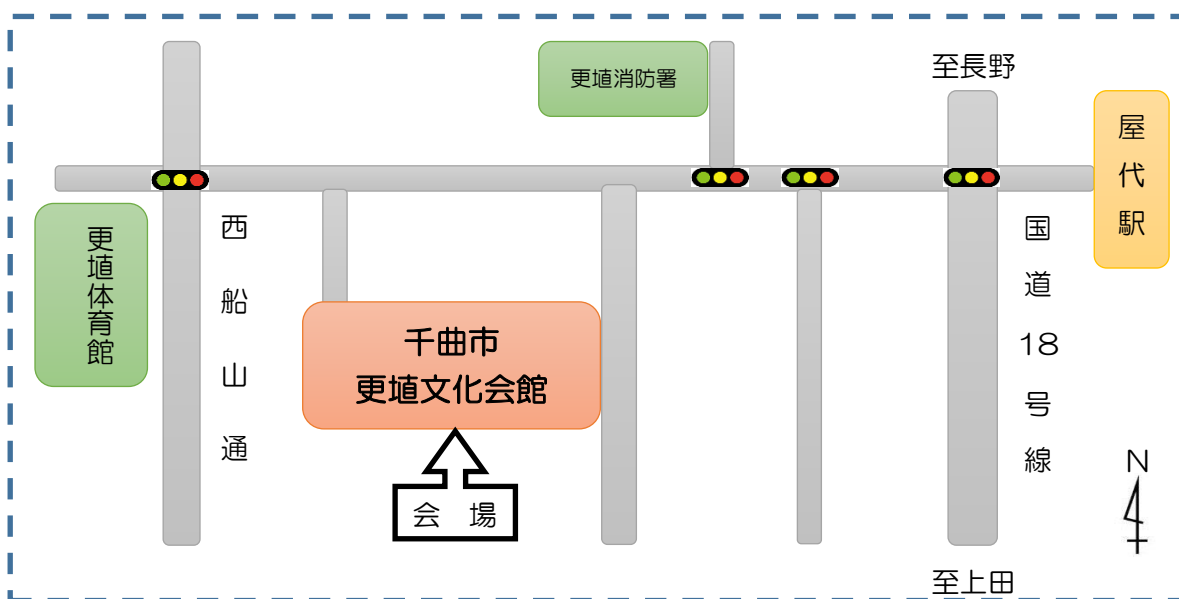 更埴消防署
至長野
屋代駅
更埴体育館
西船山通
千曲市
更埴文化会館
会 場
国道18号線
N
至上田